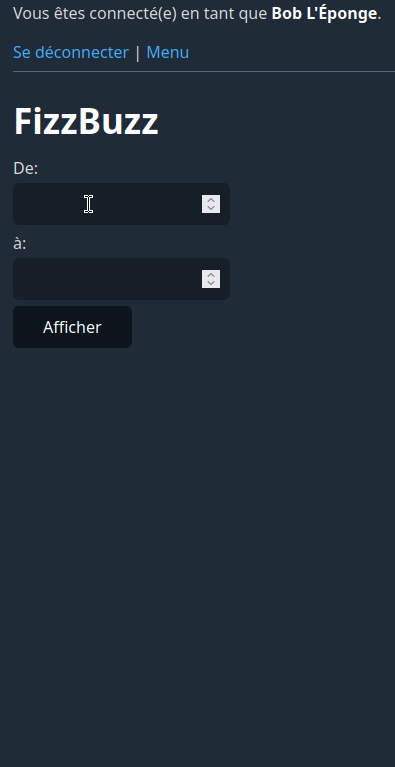 Vous êtes connecté(e) en tant que Bob L'Éponge.
Se déconnecter | Menu
FizzBuzz
De:
à:
Afficher